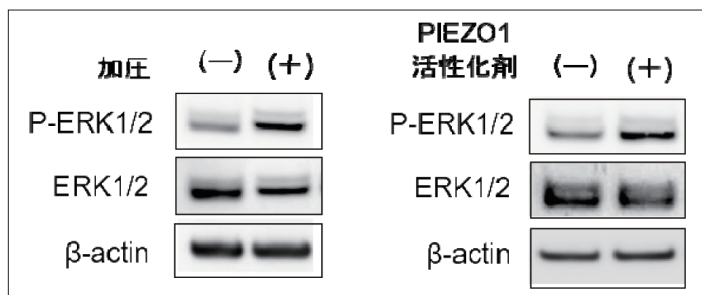 加圧 (—) (+)
P-ERK1/2
ERK1/2
β-actin
PIEZO1
活性化剤 (—) (+)
P-ERK1/2
ERK1/2
β-actin